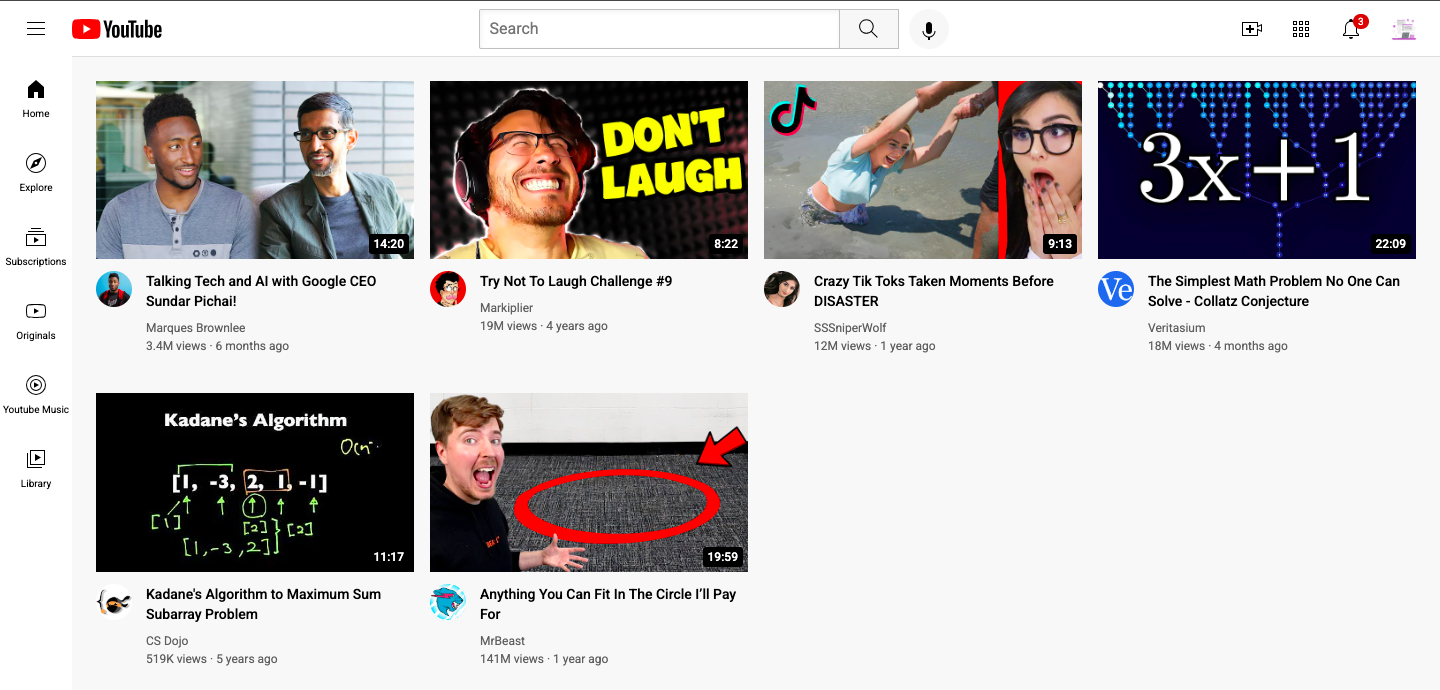 YouTube
Search
3
Home
Explore
Subscriptions
Originals
Youtube Music
Library
14:20
Talking Tech and AI with Google CEO
Sundar Pichai!
Marques Brownlee
3.4M views · 6 months ago
DON'T
LAUGH
8:22
Try Not To Laugh Challenge #9
Markiplier
19M views · 4 years ago
9:13
Crazy Tik Toks Taken Moments Before
DISASTER
SSSniperWolf
12M views · 1 year ago
3x+1
22:09
Ve
The Simplest Math Problem No One Can
Solve - Collatz Conjecture
Veritasium
18M views · 4 months ago
Kadane's Algorithm
[1, -3, 2, 1, -1]
[1]
[2]
[2]
[1, -3, 2]
11:17
Kadane's Algorithm to Maximum Sum
Subarray Problem
CS Dojo
519K views · 5 years ago
19:59
Anything You Can Fit In The Circle I’ll Pay
For
MrBeast
141M views · 1 year ago